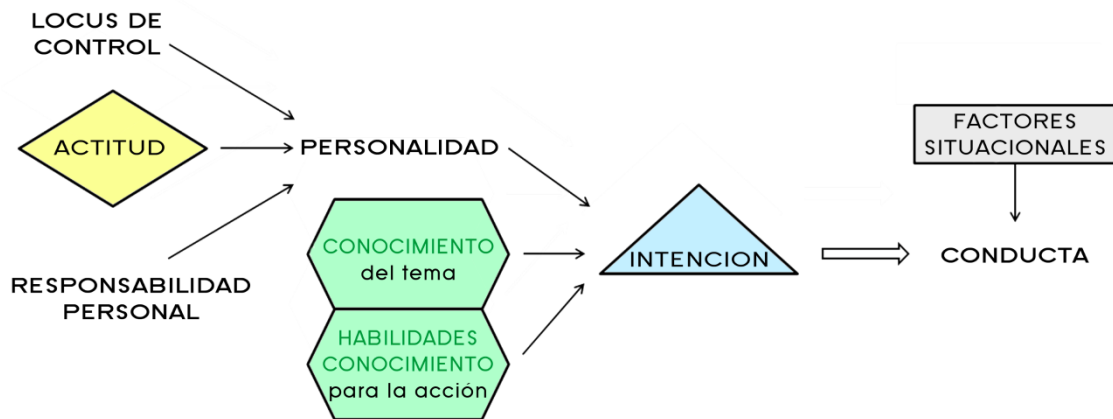 LOCUS DE
CONTROL
ACTITUD
RESPONSABILIDAD
PERSONAL
PERSONALIDAD
CONOCIMIENTO
del tema
HABILIDADES
CONOCIMIENTO
para la acción
INTENCION
FACTORES
SITUACIONALES
CONDUCTA